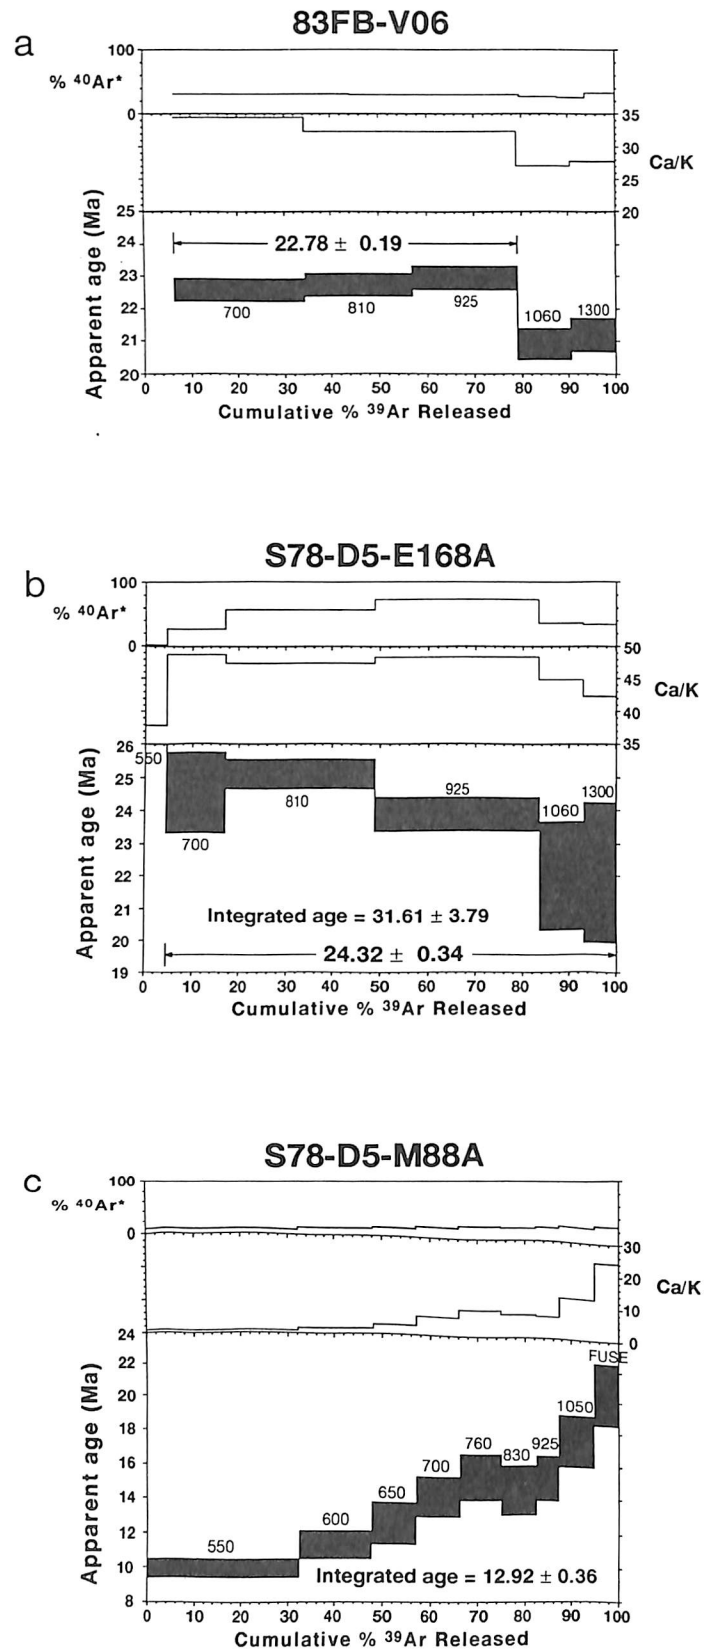 83FB-V06
a
100
% ⁴⁰Ar*
0
35
30
Ca/K
25
20
Apparent age (Ma)
25
24
22.78 ± 0.19
23
22
700
810
925
1060
1300
21
20
0 10 20 30 40 50 60 70 80 90 100
Cumulative % ³⁹Ar Released
S78-D5-E168A
b
100
% ⁴⁰Ar*
0
50
45
Ca/K
40
35
Apparent age (Ma)
26
550
25
24
23
22
21
20
19
700
810
925
1060
1300
Integrated age = 31.61 ± 3.79
24.32 ± 0.34
0 10 20 30 40 50 60 70 80 90 100
Cumulative % ³⁹Ar Released
S78-D5-M88A
c
100
% ⁴⁰Ar*
0
30
20
Ca/K
10
0
Apparent age (Ma)
24
22
20
18
16
14
12
10
8
550
600
650
700
760
830
925
1050
FUSE
Integrated age = 12.92 ± 0.36
0 10 20 30 40 50 60 70 80 90 100
Cumulative % ³⁹Ar Released